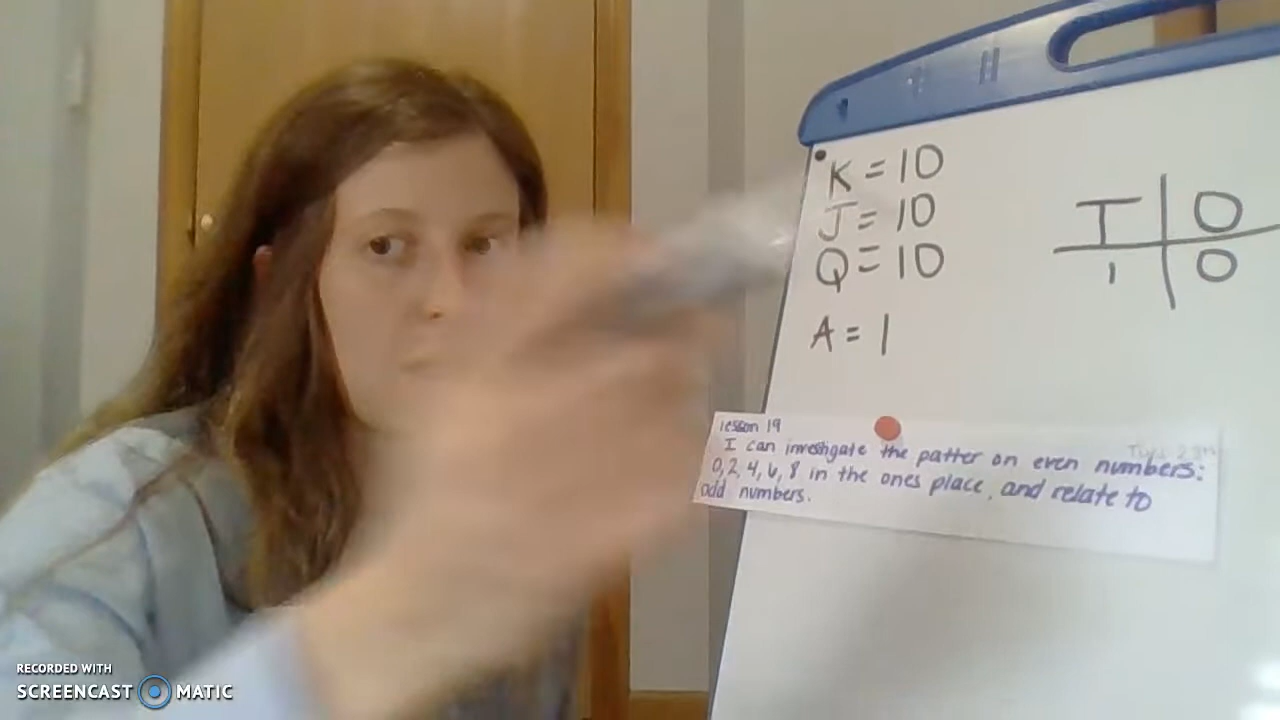 K = 10
J = 10
Q = 10
A = 1
T O
1 0
lesson 19
I can investigate the patter on even numbers:
0, 2, 4, 6, 8 in the ones place, and relate to
odd numbers.
RECORDED WITH
SCREENCAST MATIC